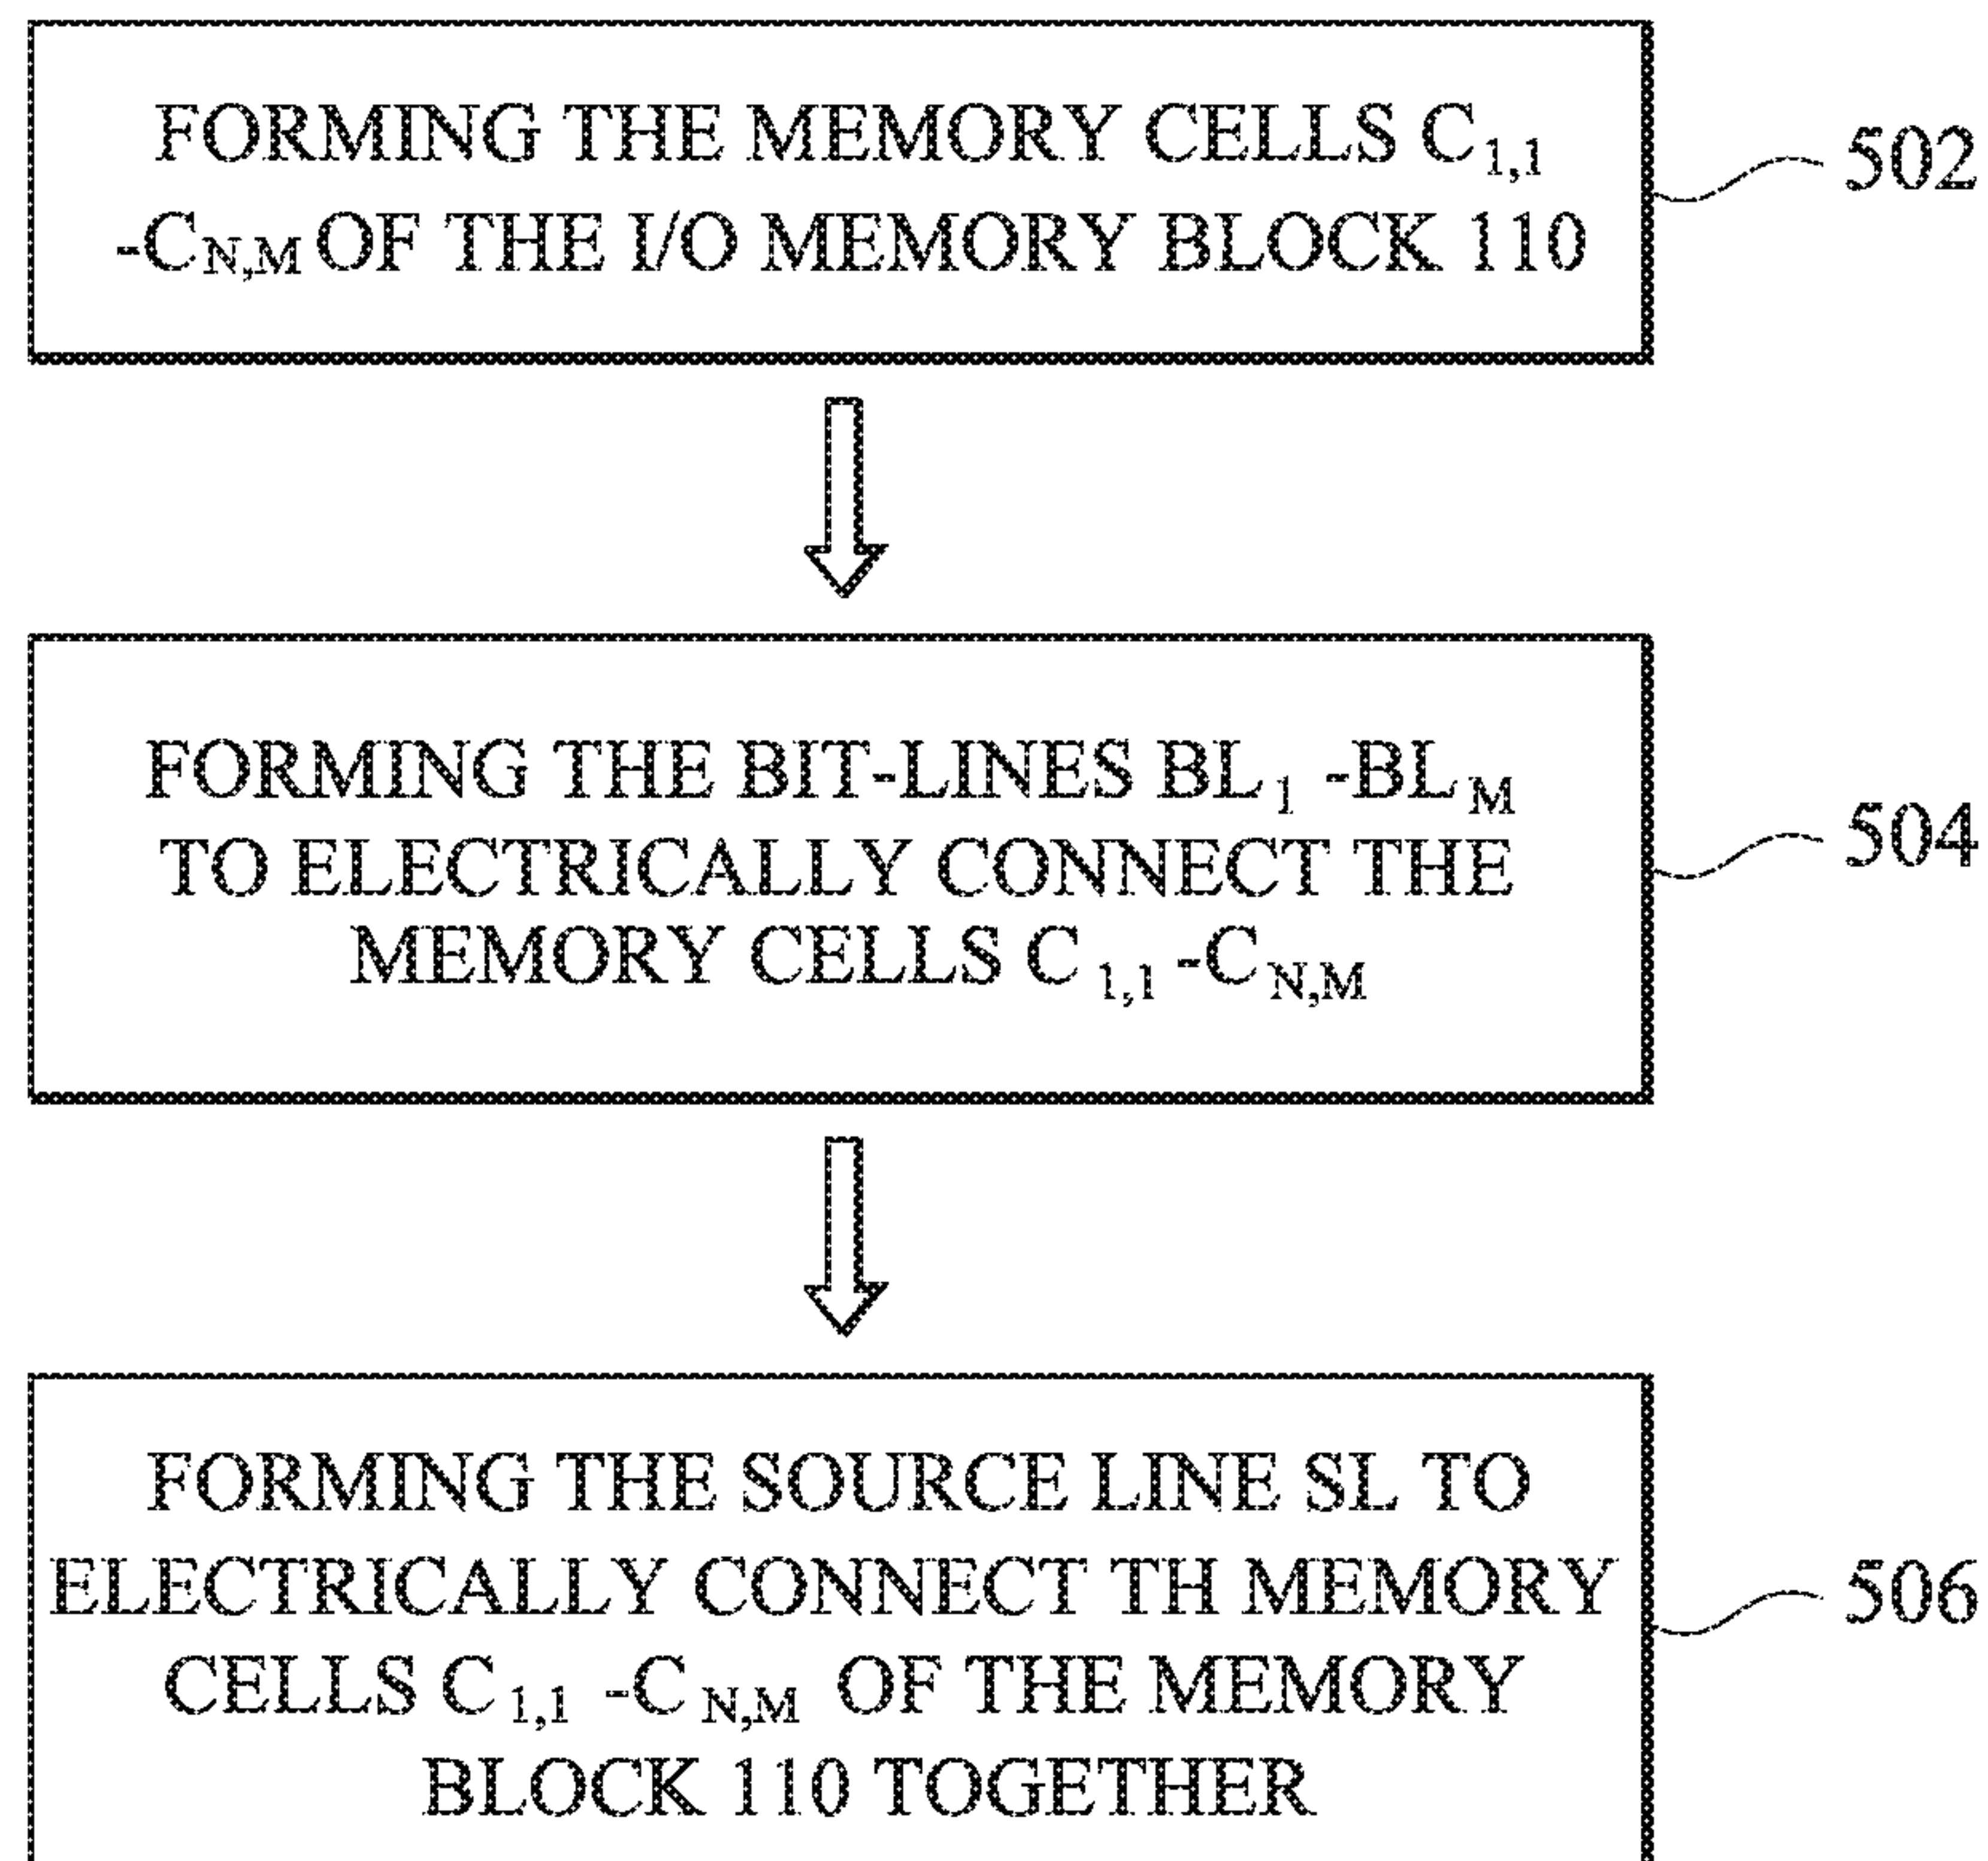 FORMING THE MEMORY CELLS C1,1
-CN,M OF THE I/O MEMORY BLOCK 110
502
FORMING THE BIT-LINES BL1 -BLM
TO ELECTRICALLY CONNECT THE
MEMORY CELLS C1,1 -CN,M
504
FORMING THE SOURCE LINE SL TO
ELECTRICALLY CONNECT TH MEMORY
CELLS C1,1 -CN,M OF THE MEMORY
BLOCK 110 TOGETHER
506